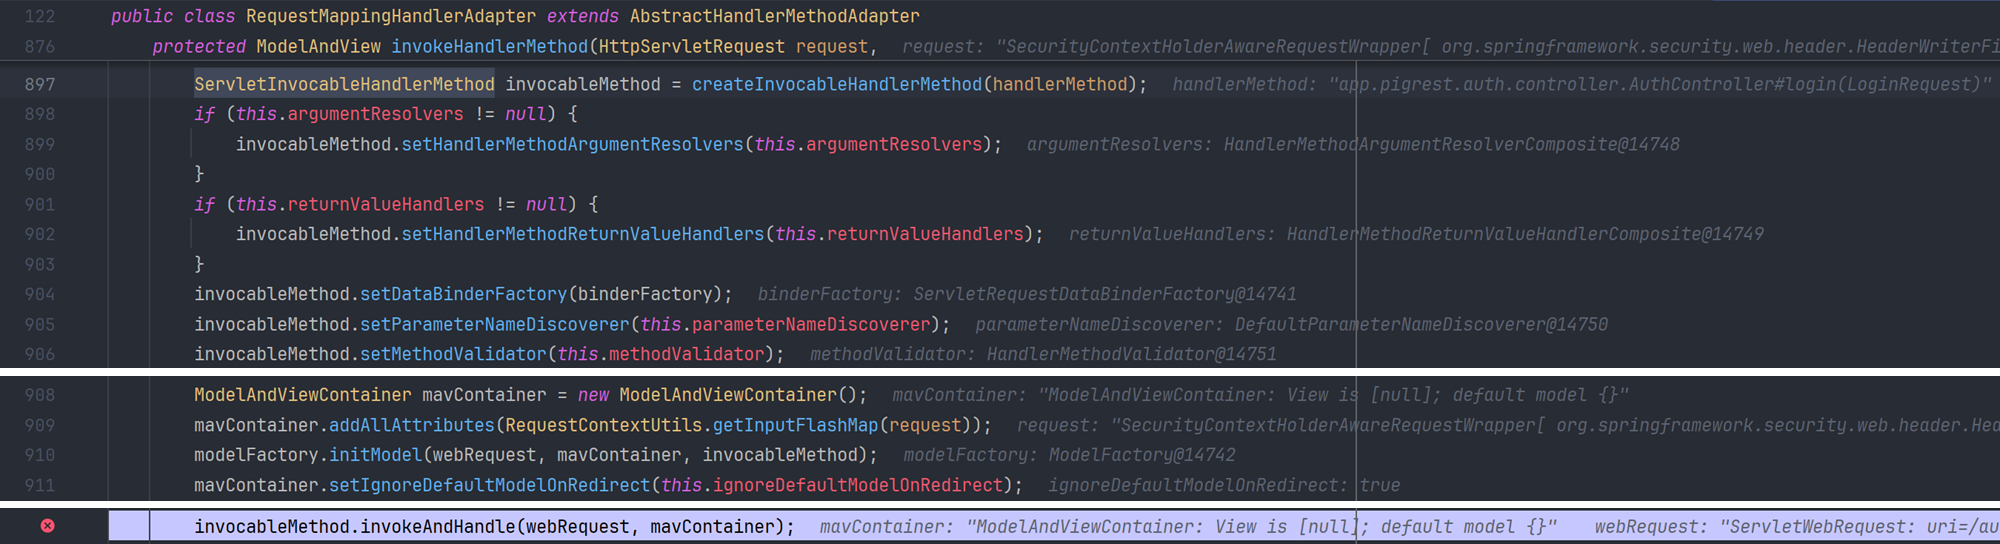 122 public class RequestMappingHandlerAdapter extends AbstractHandlerMethodAdapter
876 protected ModelAndView invokeHandlerMethod(HttpServletRequest request, request: "SecurityContextHolderAwareRequestWrapper[ org.springframework.security.web.header.HeaderWriterFi
897 ServletInvocableHandlerMethod invocableMethod = createInvocableHandlerMethod(handlerMethod); handlerMethod: "app.pigrest.auth.controller.AuthController#login(LoginRequest)"
898 if (this.argumentResolvers != null) {
899 invocableMethod.setHandlerMethodArgumentResolvers(this.argumentResolvers); argumentResolvers: HandlerMethodArgumentResolverComposite@14748
900 }
901 if (this.returnValueHandlers != null) {
902 invocableMethod.setHandlerMethodReturnValueHandlers(this.returnValueHandlers); returnValueHandlers: HandlerMethodReturnValueHandlerComposite@14749
903 }
904 invocableMethod.setDataBinderFactory(binderFactory); binderFactory: ServletRequestDataBinderFactory@14741
905 invocableMethod.setParameterNameDiscoverer(this.parameterNameDiscoverer); parameterNameDiscoverer: DefaultParameterNameDiscoverer@14750
906 invocableMethod.setMethodValidator(this.methodValidator); methodValidator: HandlerMethodValidator@14751
908 ModelAndViewContainer mavContainer = new ModelAndViewContainer(); mavContainer: "ModelAndViewContainer: View is [null]; default model {}"
909 mavContainer.addAllAttributes(RequestContextUtils.getInputFlashMap(request)); request: "SecurityContextHolderAwareRequestWrapper[ org.springframework.security.web.header.Hea
910 modelFactory.initModel(webRequest, mavContainer, invocableMethod); modelFactory: ModelFactory@14742
911 mavContainer.setIgnoreDefaultModelOnRedirect(this.ignoreDefaultModelOnRedirect); ignoreDefaultModelOnRedirect: true
invocableMethod.invokeAndHandle(webRequest, mavContainer); mavContainer: "ModelAndViewContainer: View is [null]; default model {}" webRequest: "ServletWebRequest: uri=/au